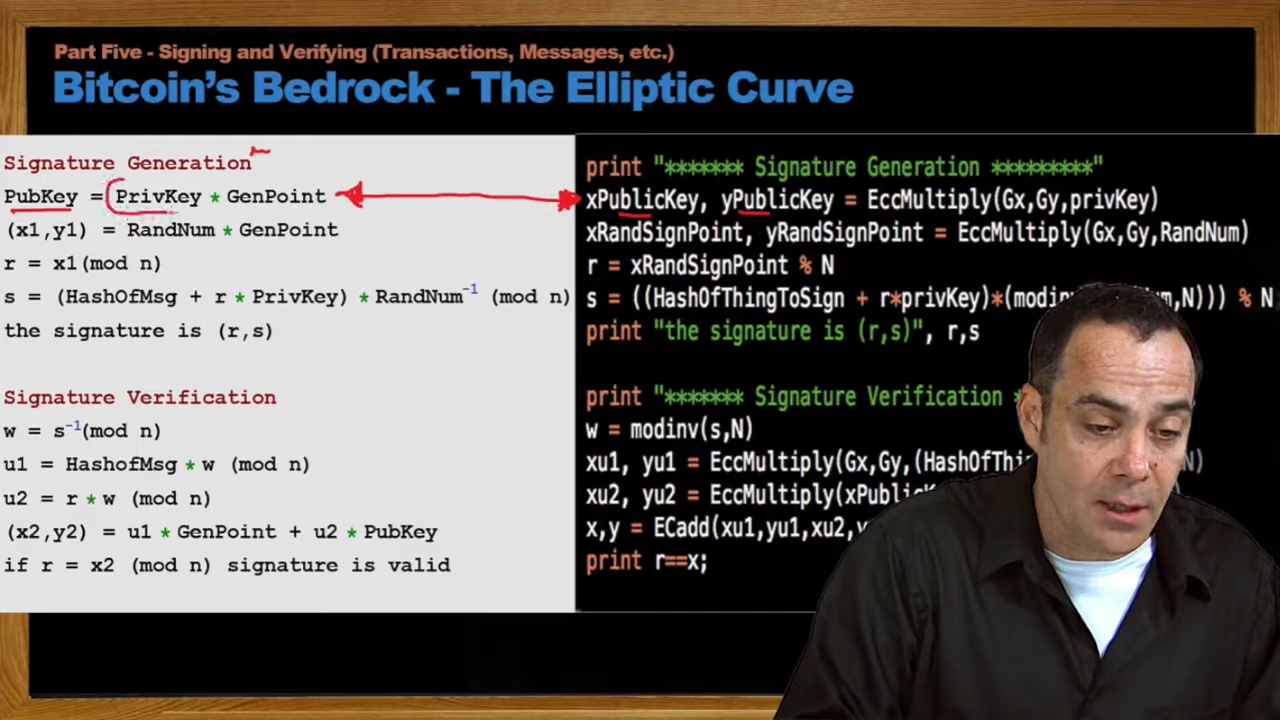 Part Five - Signing and Verifying (Transactions, Messages, etc.)
Bitcoin's Bedrock - The Elliptic Curve
Signature Generation
PubKey = PrivKey * GenPoint
(x1,y1) = RandNum * GenPoint
r = x1(mod n)
s = (HashOfMsg + r * PrivKey) * RandNum⁻¹ (mod n)
the signature is (r,s)
Signature Verification
w = s⁻¹(mod n)
u1 = HashofMsg * w (mod n)
u2 = r * w (mod n)
(x2,y2) = u1 * GenPoint + u2 * PubKey
if r = x2 (mod n) signature is valid
print "******* Signature Generation *********"
xPublicKey, yPublicKey = EccMultiply(Gx,Gy,privKey)
xRandSignPoint, yRandSignPoint = EccMultiply(Gx,Gy,RandNum)
r = xRandSignPoint % N
s = ((HashOfThingToSign + r*privKey)*(modinv N))) % N
print "the signature is (r,s)", r,s
print "******* Signature Verification
w = modinv(s,N)
xu1, yu1 = EccMultiply(Gx,Gy,(HashOfThi N)
xu2, yu2 = EccMultiply(xPublicK
x,y = ECadd(xu1,yu1,xu2,
print r==x;